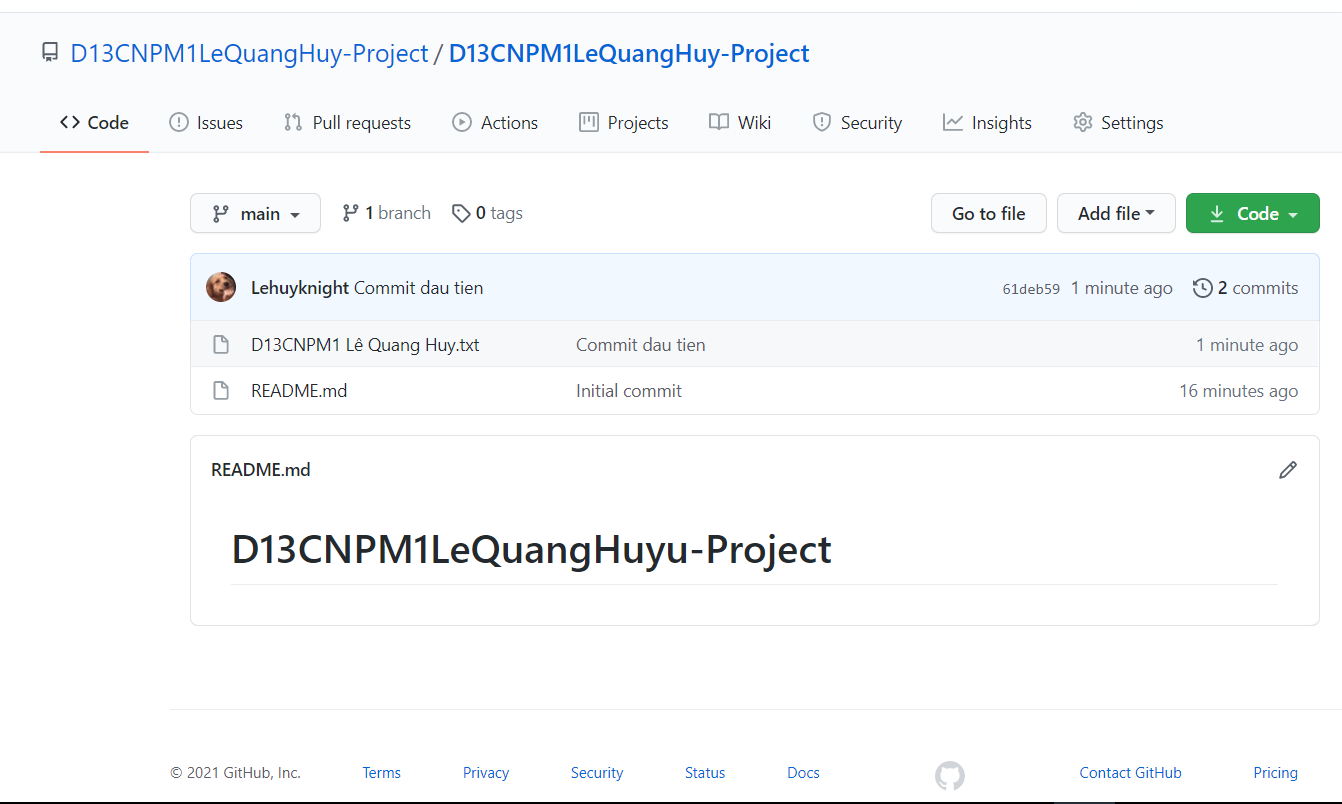 D13CNPM1LeQuangHuy-Project / D13CNPM1LeQuangHuy-Project
Code Issues Pull requests Actions Projects Wiki Security Insights Settings
main 1 branch 0 tags Go to file Add file Code
Lehuyknight Commit dau tien 61deb59 1 minute ago 2 commits
D13CNPM1 Lê Quang Huy.txt Commit dau tien 1 minute ago
README.md Initial commit 16 minutes ago
README.md
D13CNPM1LeQuangHuyu-Project
© 2021 GitHub, Inc. Terms Privacy Security Status Docs Contact GitHub Pricing